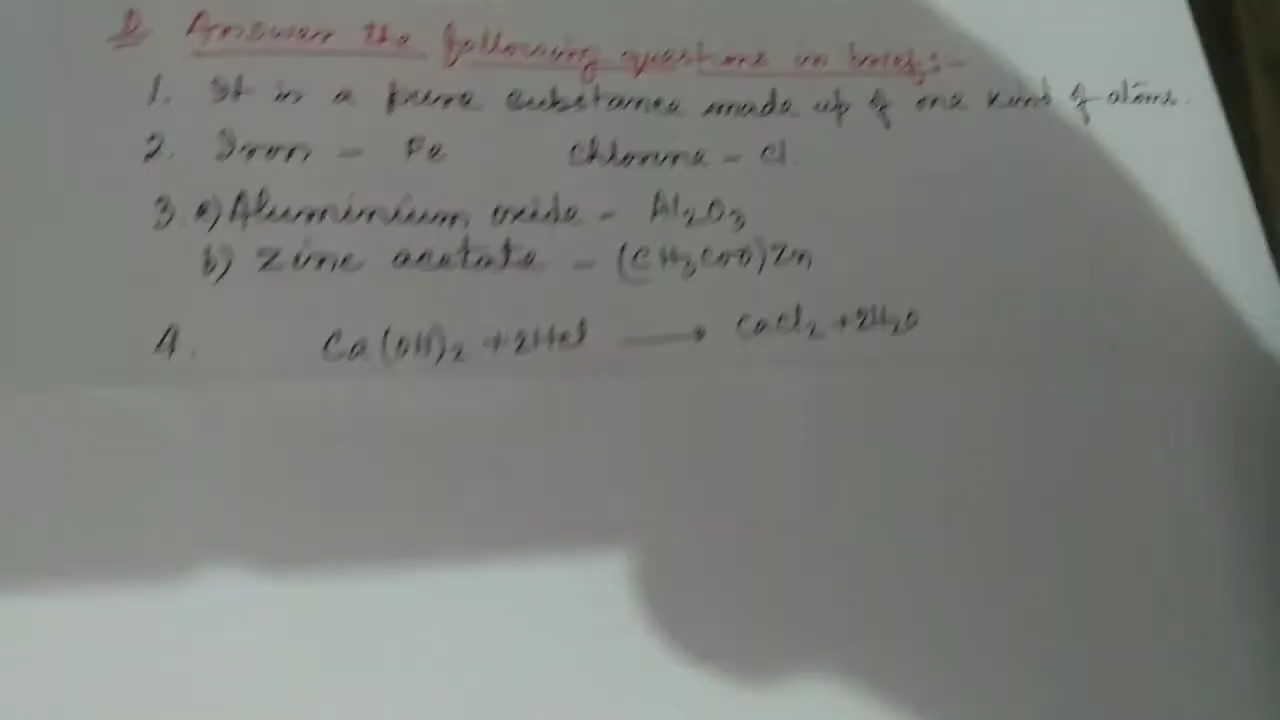 D Answer the following questions in brief:-
1. It is a pure substance made up of one kind of atoms.
2. Iron - Fe Chlorine - Cl.
3. a) Aluminium oxide - Al₂O₃
b) Zinc acetate - (CH₃COO)Zn
4. Ca(OH)₂ + 2HCl → CaCl₂ + 2H₂O